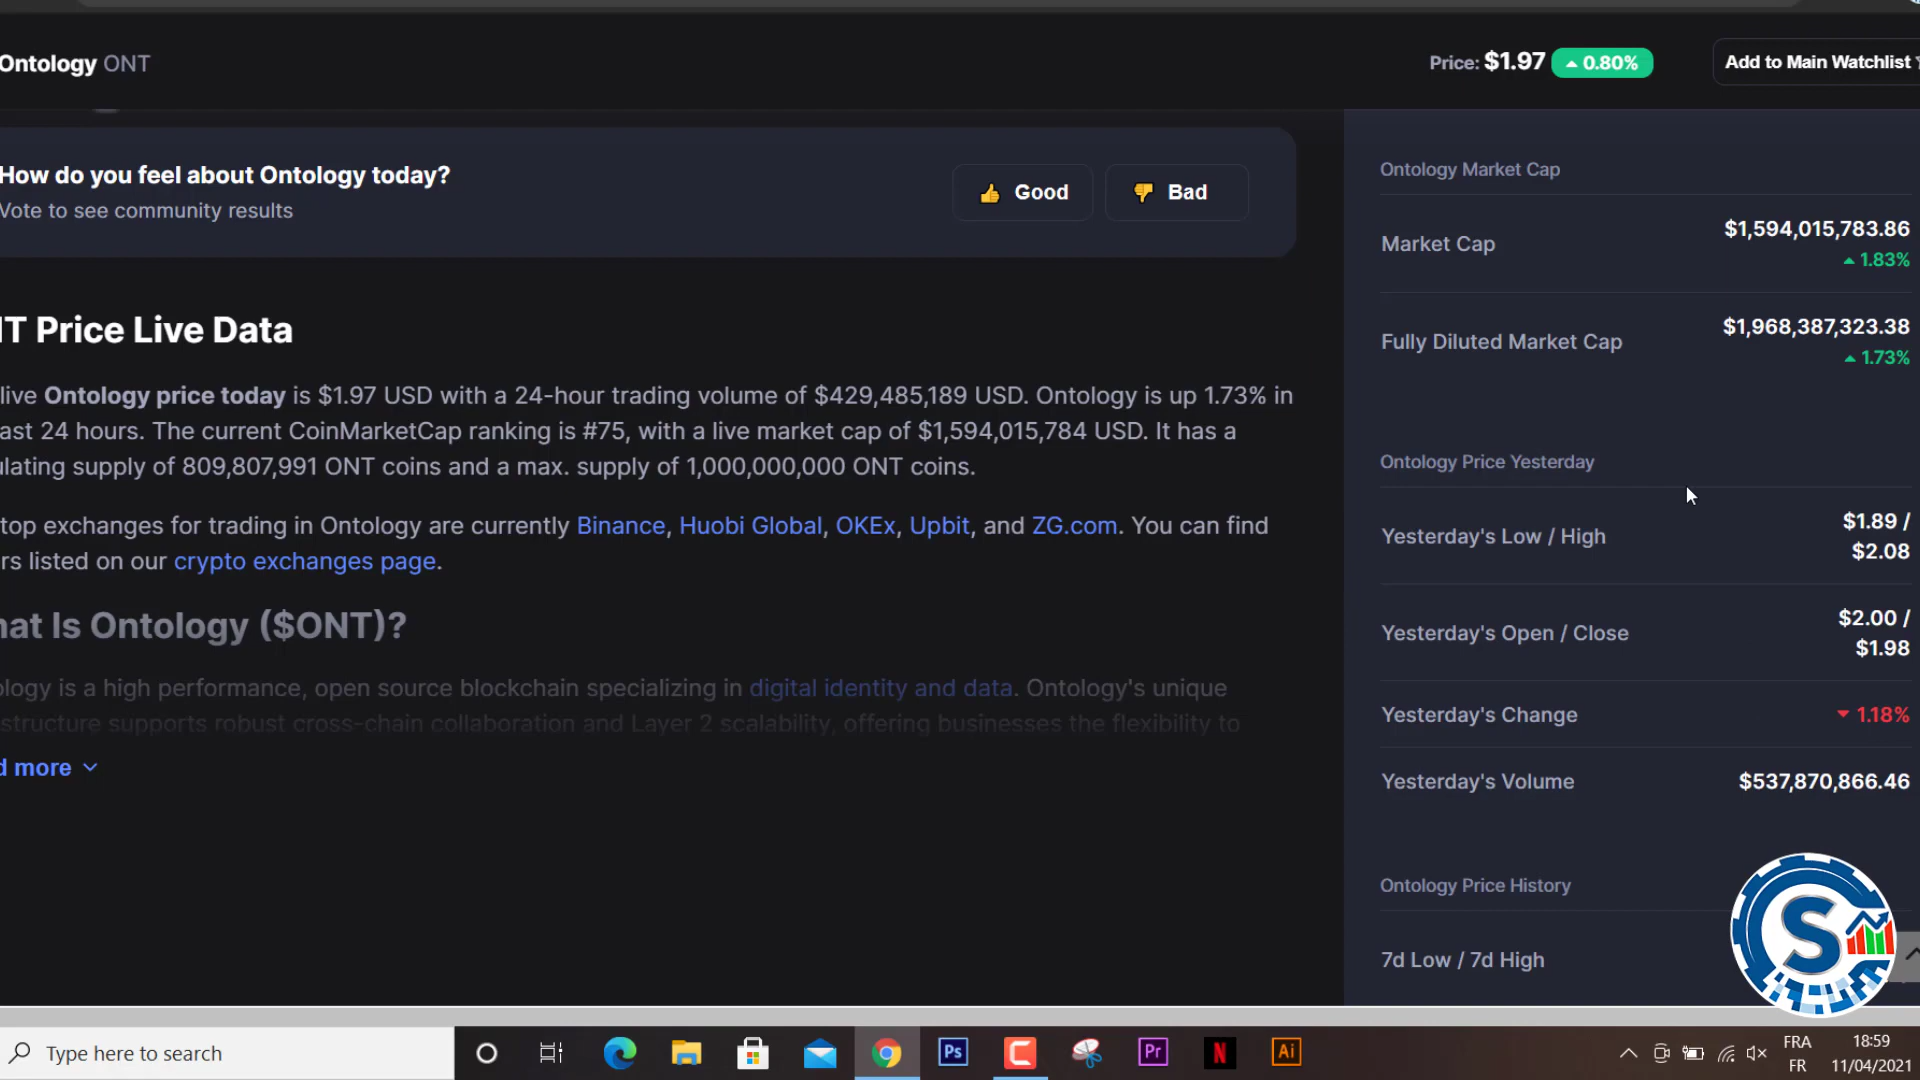 Ontology ONT
Price: $1.97 0.80%
Add to Main Watchlist
How do you feel about Ontology today?
Vote to see community results
Good
Bad
T Price Live Data
live Ontology price today is $1.97 USD with a 24-hour trading volume of $429,485,189 USD. Ontology is up 1.73% in
ast 24 hours. The current CoinMarketCap ranking is #75, with a live market cap of $1,594,015,784 USD. It has a
ulating supply of 809,807,991 ONT coins and a max. supply of 1,000,000,000 ONT coins.
top exchanges for trading in Ontology are currently Binance, Huobi Global, OKEx, Upbit, and ZG.com. You can find
rs listed on our crypto exchanges page.
hat Is Ontology ($ONT)?
ology is a high performance, open source blockchain specializing in digital identity and data. Ontology's unique
structure supports robust cross-chain collaboration and Layer 2 scalability, offering businesses the flexibility to
d more
Ontology Market Cap
Market Cap
$1,594,015,783.86
1.83%
Fully Diluted Market Cap
$1,968,387,323.38
1.73%
Ontology Price Yesterday
Yesterday's Low / High
$1.89 /
$2.08
Yesterday's Open / Close
$2.00 /
$1.98
Yesterday's Change
1.18%
Yesterday's Volume
$537,870,866.46
Ontology Price History
7d Low / 7d High
S
Type here to search
Ps
Pr
N
Ai
FRA
FR
18:59
11/04/2021